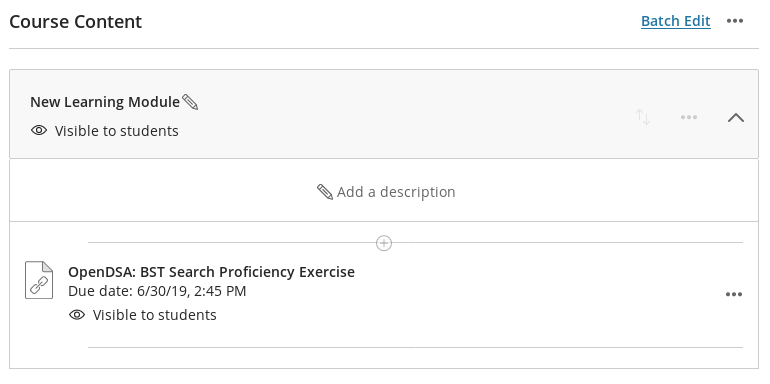 Course Content
Batch Edit
New Learning Module
Visible to students
Add a description
OpenDSA: BST Search Proficiency Exercise
Due date: 6/30/19, 2:45 PM
Visible to students